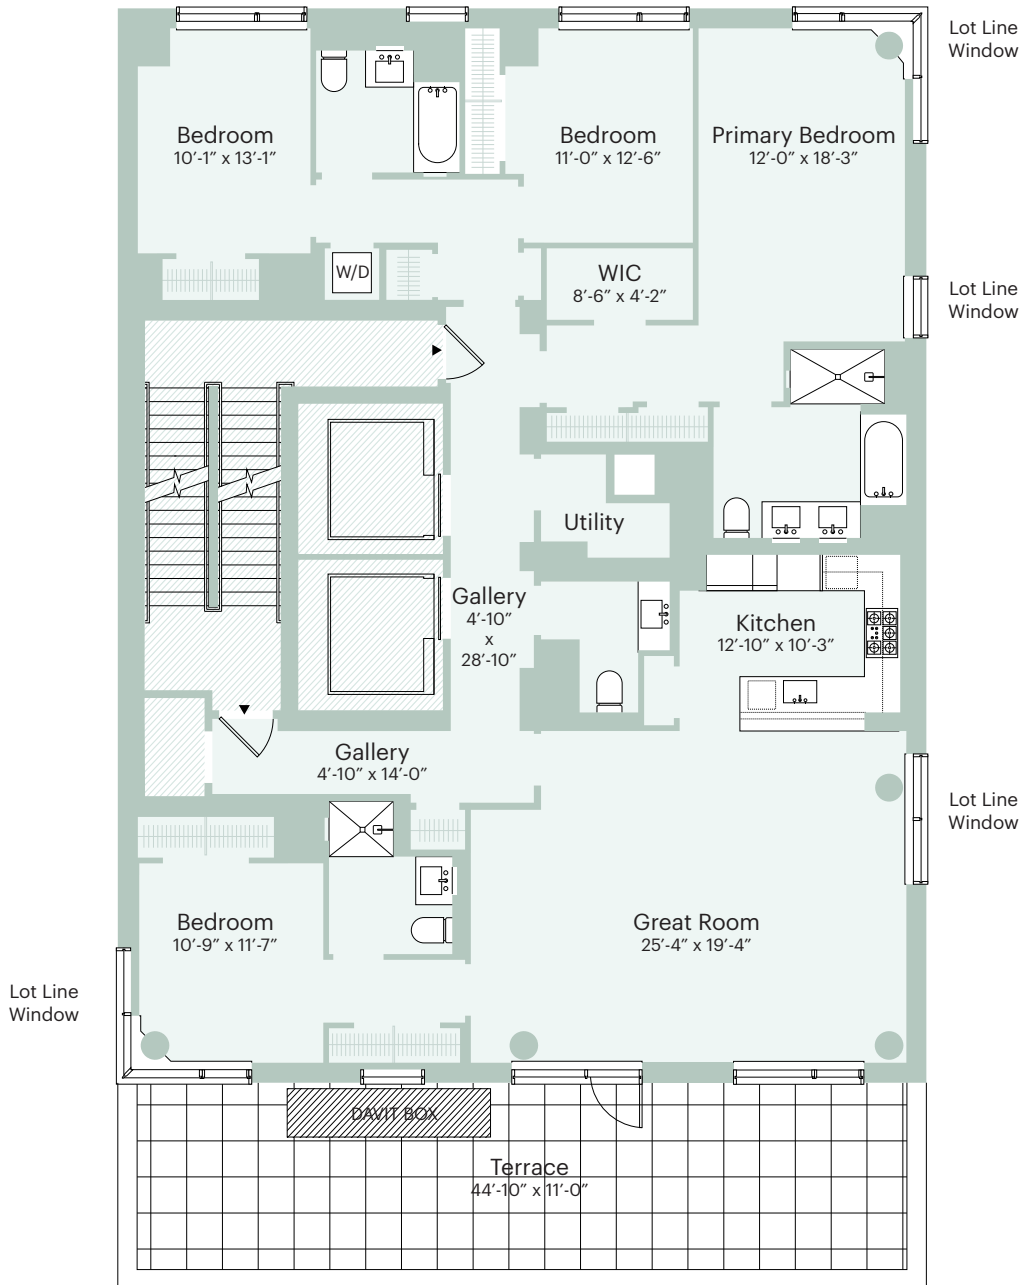 Lot Line
Window
Bedroom
10’-1” x 13’-1”
Bedroom
11’-0” x 12’-6”
Primary Bedroom
12’-0” x 18’-3”
W/D
WIC
8’-6” x 4’-2”
Lot Line
Window
Utility
Gallery
4’-10”
x
28’-10”
Kitchen
12’-10” x 10’-3”
Gallery
4’-10” x 14’-0”
Lot Line
Window
Bedroom
10’-9” x 11’-7”
Great Room
25’-4” x 19’-4”
Lot Line
Window
DAVIT BOX
Terrace
44’-10” x 11’-0”